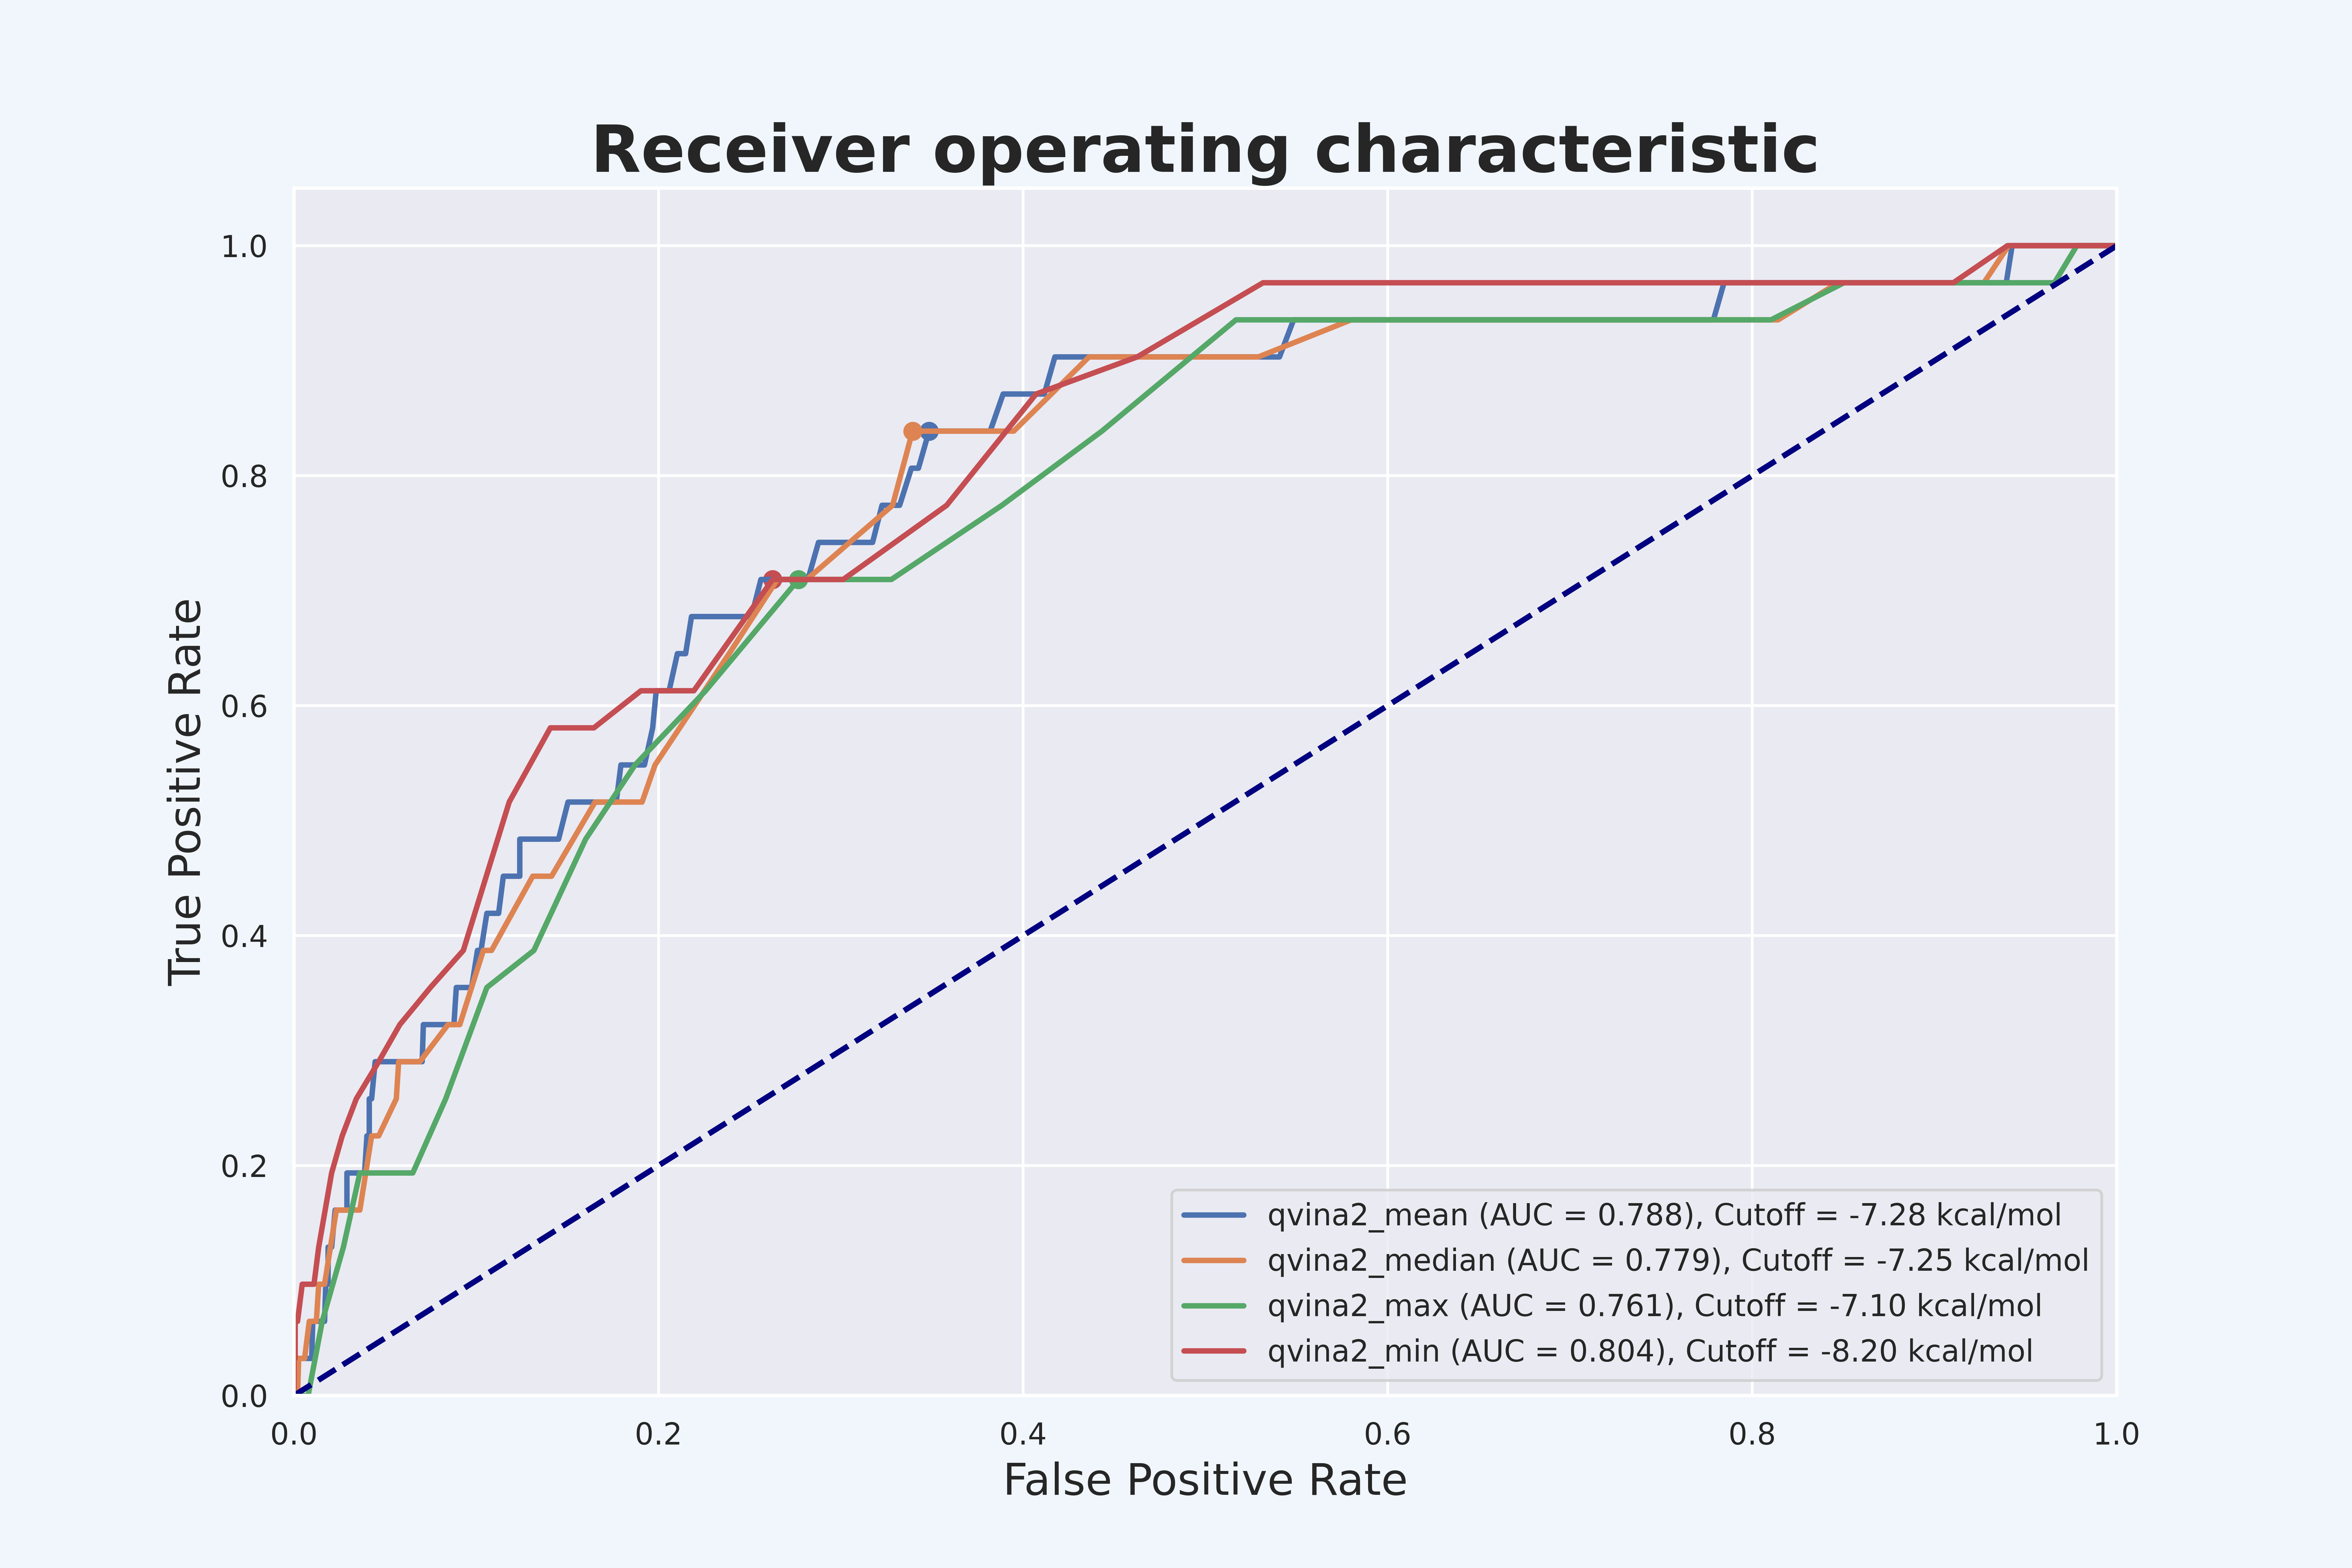 Receiver operating characteristic
True Positive Rate
1.0
0.8
0.6
0.4
0.2
0.0
qvina2_mean (AUC = 0.788), Cutoff = -7.28 kcal/mol
qvina2_median (AUC = 0.779), Cutoff = -7.25 kcal/mol
qvina2_max (AUC = 0.761), Cutoff = -7.10 kcal/mol
qvina2_min (AUC = 0.804), Cutoff = -8.20 kcal/mol
0.0 0.2 0.4 0.6 0.8 1.0
False Positive Rate